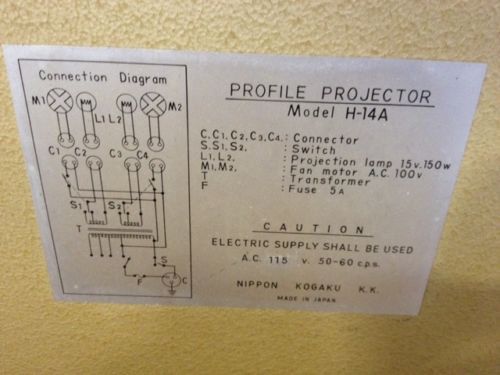 Connection Diagram
M1
L1 L2
M2
C1 C2 C3 C4
S1 S2
T
S
F C
PROFILE PROJECTOR
Model H-14A
C, C1, C2, C3, C4. : Connector
S, S1, S2, : Switch
L1, L2, : Projection lamp 15v. 150w
M1, M2, : Fan motor A.C. 100v
T : Transformer
F : Fuse 5A
CAUTION
ELECTRIC SUPPLY SHALL BE USED
A.C. 115 v. 50-60 c.p.s.
NIPPON KOGAKU K.K.
MADE IN JAPAN